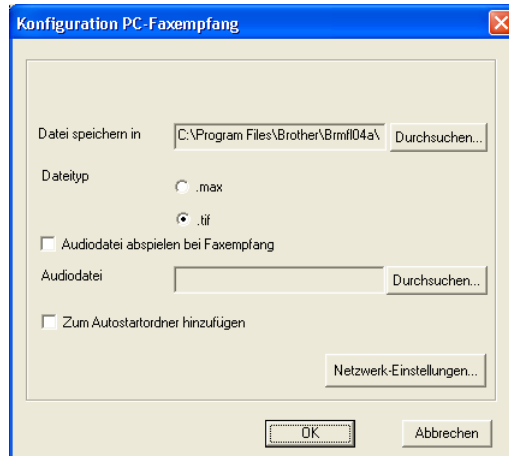 Konfiguration PC-Faxempfang
Datei speichern in C:\Program Files\Brother\Brmfl04a\ Durchsuchen...
Dateityp
.max
.tif
Audiodatei abspielen bei Faxempfang
Audiodatei Durchsuchen...
Zum Autostartordner hinzufügen
Netzwerk-Einstellungen...
OK Abbrechen